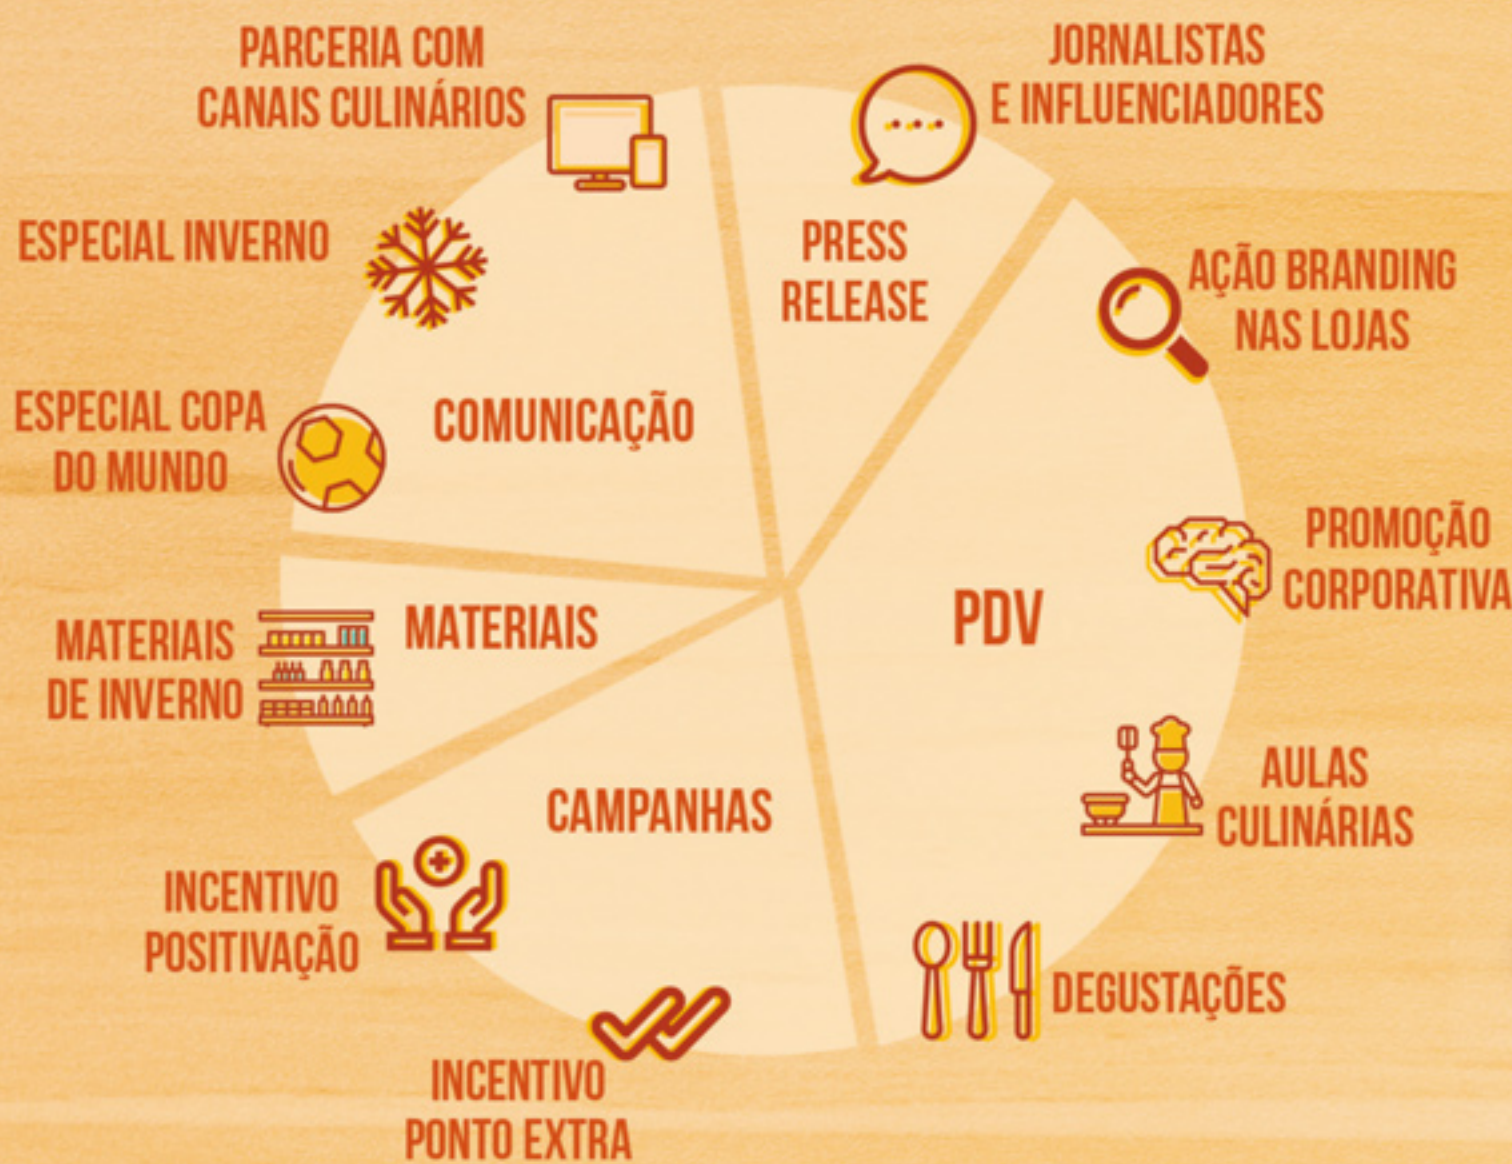 PARCERIA COM
CANAIS CULINÁRIOS
JORNALISTAS
E INFLUENCIADORES
ESPECIAL INVERNO
PRESS
RELEASE
AÇÃO BRANDING
NAS LOJAS
ESPECIAL COPA
DO MUNDO
COMUNICAÇÃO
PROMOÇÃO
CORPORATIVA
PDV
MATERIAIS
DE INVERNO
MATERIAIS
AULAS
CULINÁRIAS
CAMPANHAS
INCENTIVO
POSITIVAÇÃO
DEGUSTAÇÕES
INCENTIVO
PONTO EXTRA